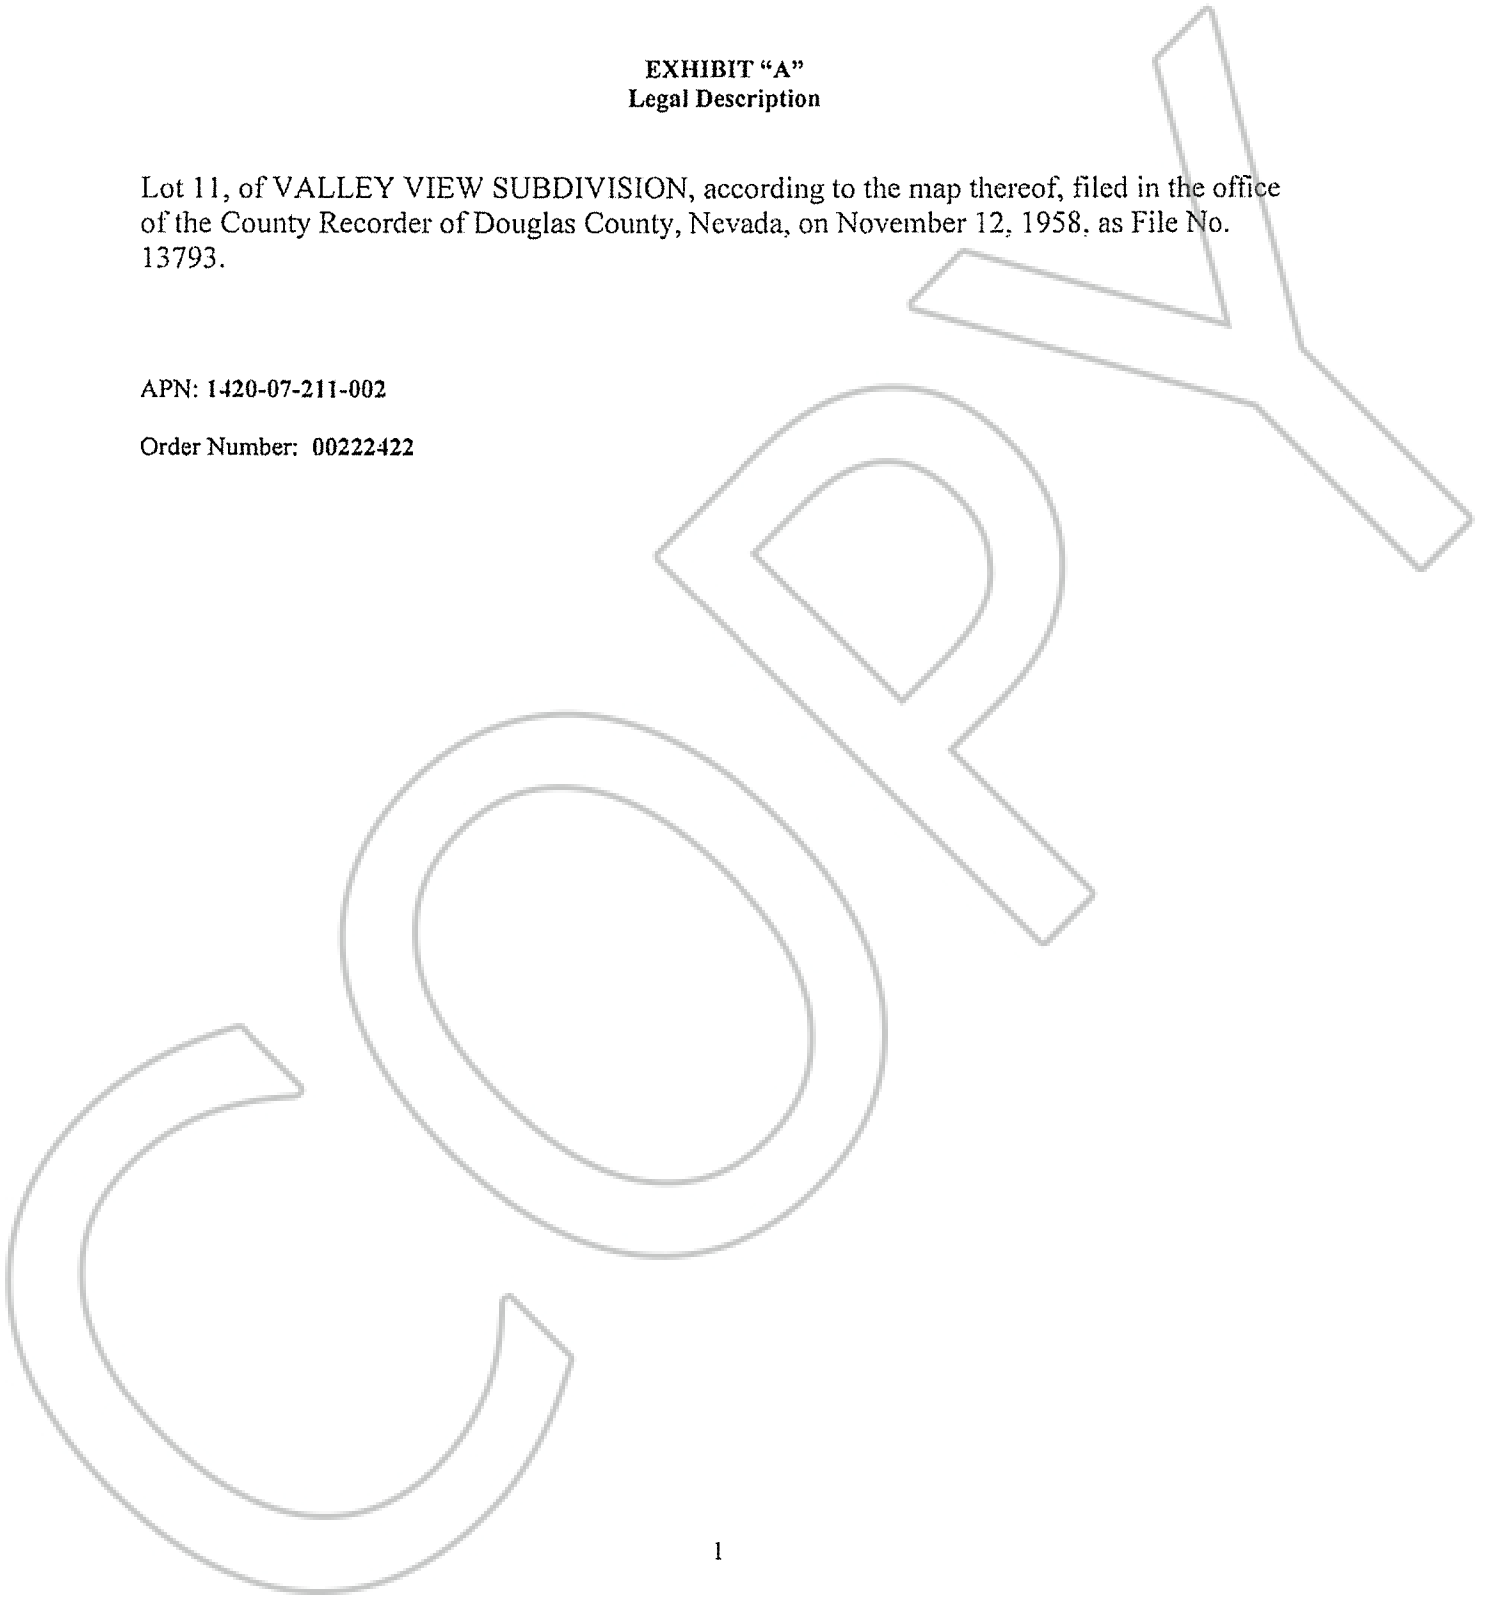 EXHIBIT “A”
Legal Description
Lot 11, of VALLEY VIEW SUBDIVISION, according to the map thereof, filed in the office
of the County Recorder of Douglas County, Nevada, on November 12, 1958, as File No.
13793.
APN: 1420-07-211-002
Order Number: 00222422
COPY
1